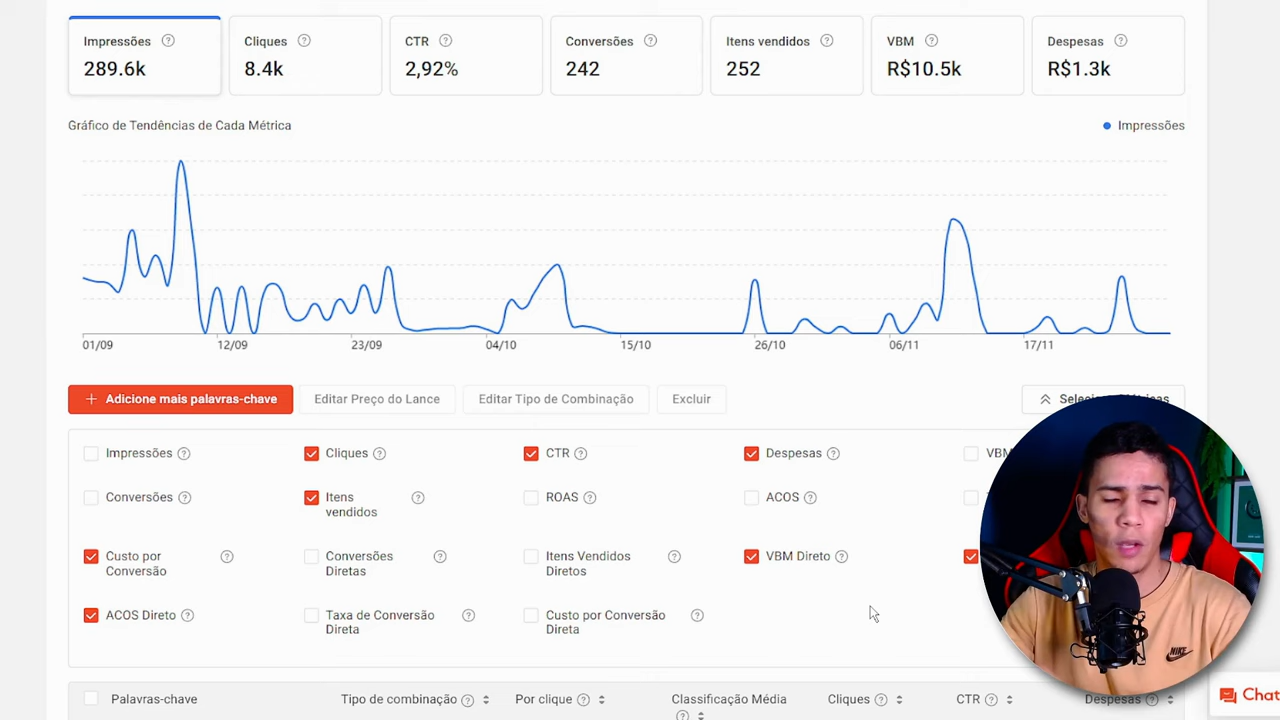 Impressões
289.6k
Cliques
8.4k
CTR
2,92%
Conversões
242
Itens vendidos
252
VBM
R$10.5k
Despesas
R$1.3k
Gráfico de Tendências de Cada Métrica
Impressões
01/09 12/09 23/09 04/10 15/10 26/10 06/11 17/11
+ Adicione mais palavras-chave
Editar Preço do Lance
Editar Tipo de Combinação
Excluir
Impressões
Cliques
CTR
Despesas
VBM
Conversões
Itens
vendidos
ROAS
ACOS
Custo por
Conversão
Conversões
Diretas
Itens Vendidos
Diretos
VBM Direto
ACOS Direto
Taxa de Conversão
Direta
Custo por Conversão
Direta
NIKE
Palavras-chave
Tipo de combinação
Por clique
Classificação Média
Cliques
CTR
Despesas
Chat